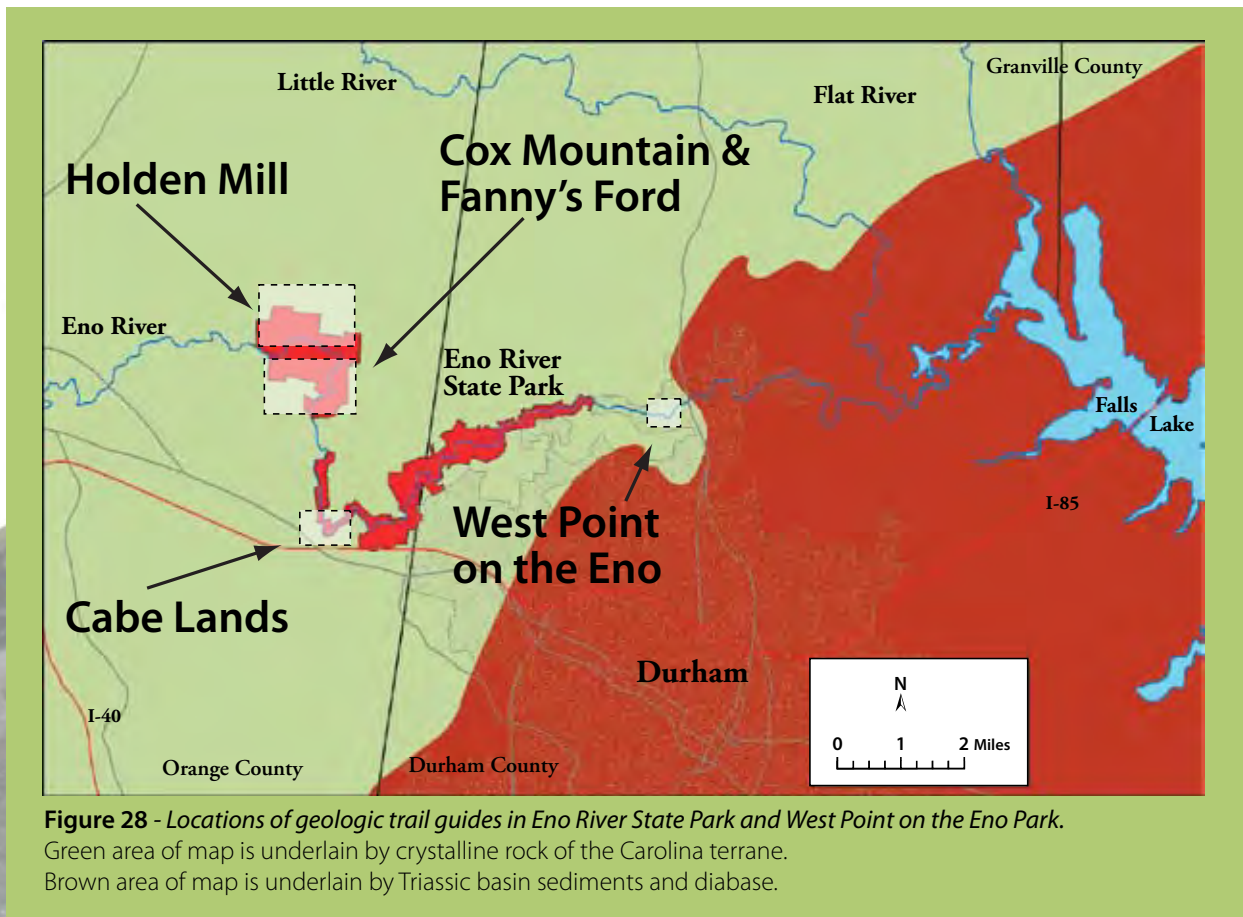 Little River
Granville County
Flat River
Cox Mountain &
Fanny's Ford
Holden Mill
Eno River
Eno River
State Park
Falls
Lake
I-85
West Point
on the Eno
Cabe Lands
Durham
I-40
Orange County
Durham County
N
0 1 2 Miles
Figure 28 - Locations of geologic trail guides in Eno River State Park and West Point on the Eno Park.
Green area of map is underlain by crystalline rock of the Carolina terrane.
Brown area of map is underlain by Triassic basin sediments and diabase.